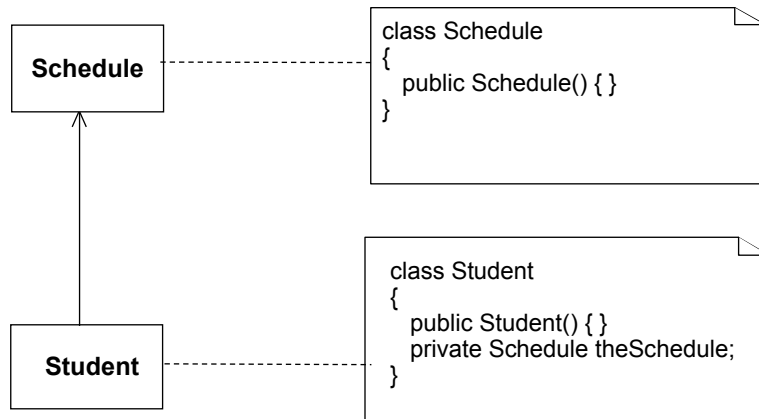 Schedule
class Schedule
{
public Schedule() { }
}
Student
class Student
{
public Student() { }
private Schedule theSchedule;
}